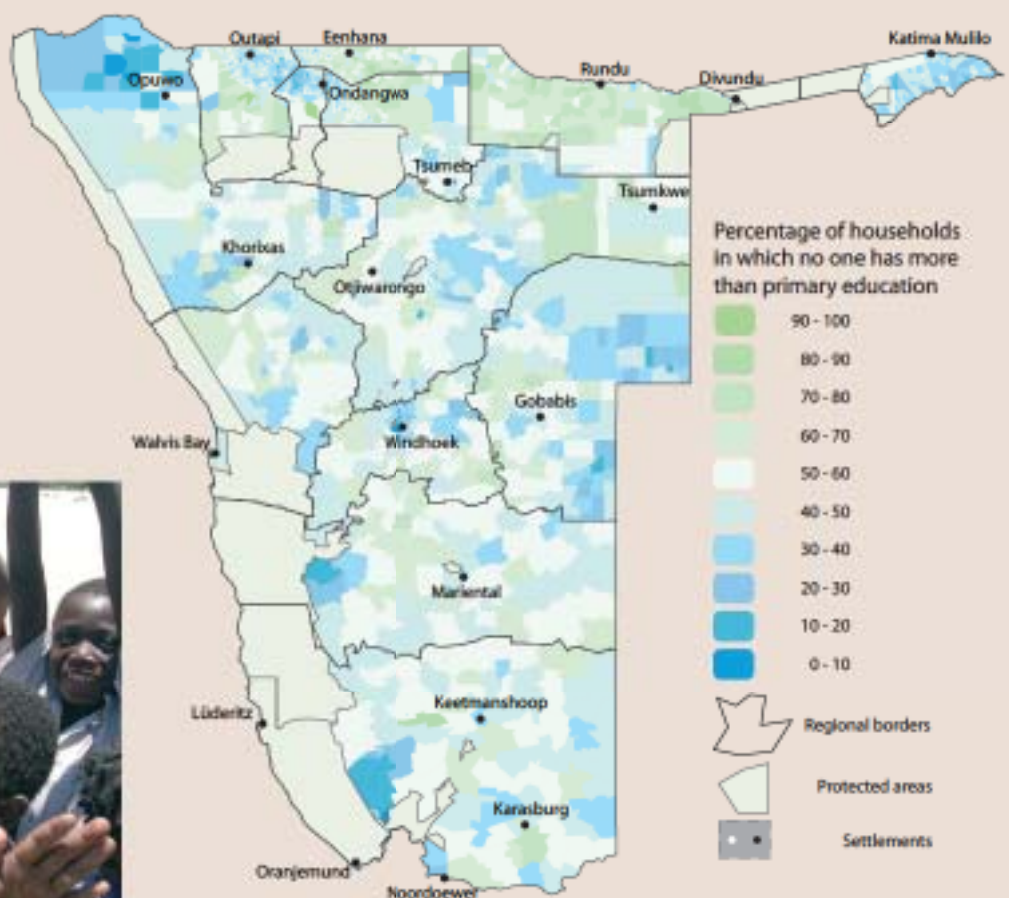 Outapi
Eenhana
Katima Mulilo
Opuwo
Ondangwa
Rundu
Divundu
Tsumeb
Tsumkwe
Khorixas
Otjiwarongo
Gobabis
Walvis Bay
Windhoek
Mariental
Lüderitz
Keetmanshoop
Karasburg
Oranjemund
Noordoewer
Percentage of households
in which no one has more
than primary education
90 - 100
80 - 90
70 - 80
60 - 70
50 - 60
40 - 50
30 - 40
20 - 30
10 - 20
0 - 10
Regional borders
Protected areas
Settlements